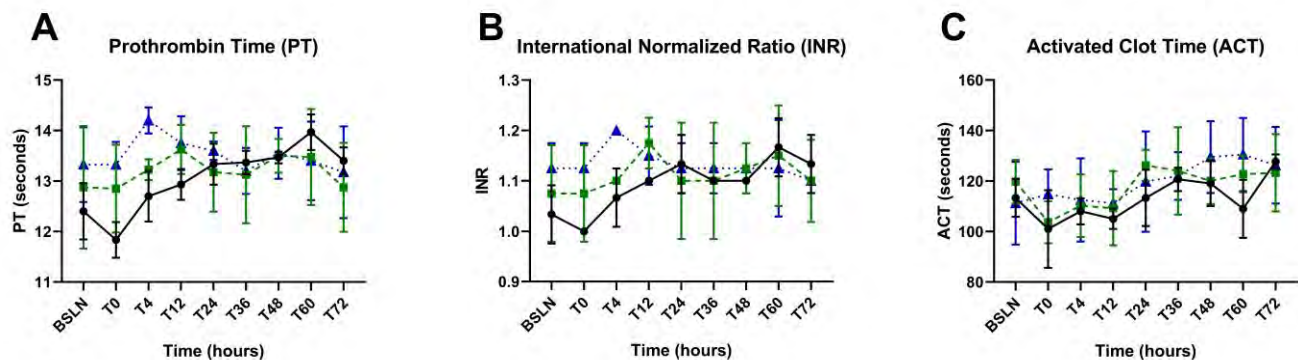 A
Prothrombin Time (PT)
PT (seconds)
15
14
13
12
11
BSLN
T0
T4
T12
T24
T36
T48
T60
T72
Time (hours)
B
International Normalized Ratio (INR)
INR
1.3
1.2
1.1
1.0
0.9
BSLN
T0
T4
T12
T24
T36
T48
T60
T72
Time (hours)
C
Activated Clot Time (ACT)
ACT (seconds)
160
140
120
100
80
BSLN
T0
T4
T12
T24
T36
T48
T60
T72
Time (hours)